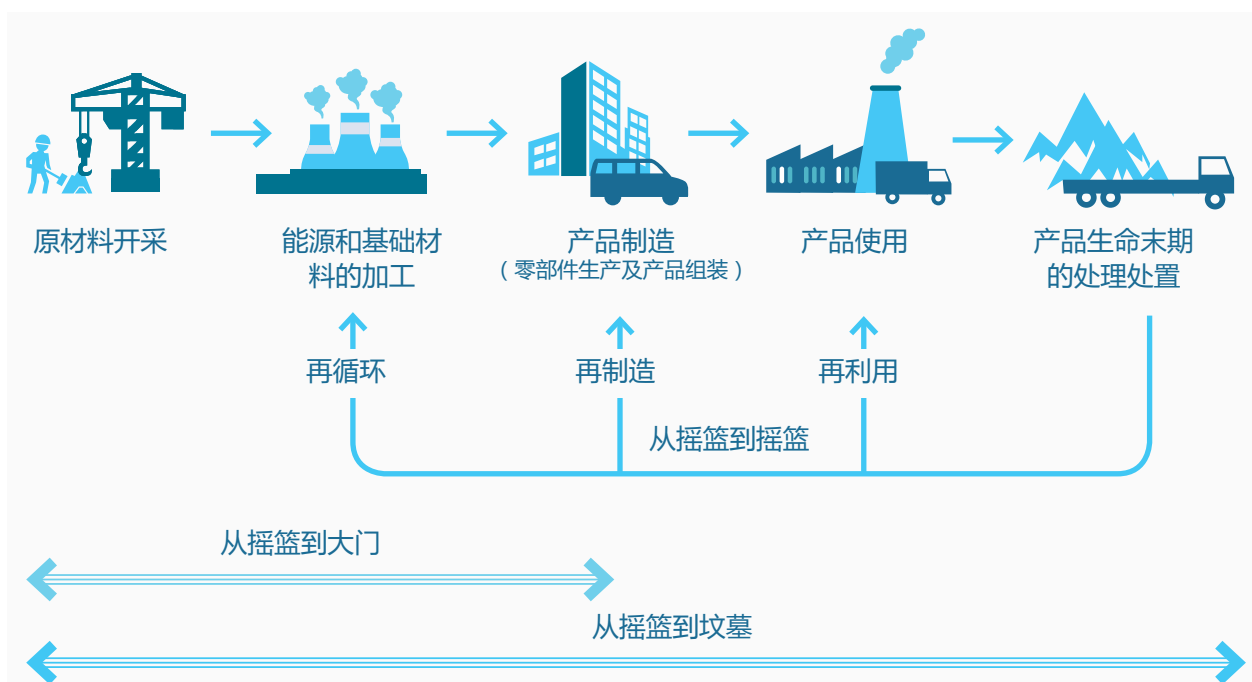 原材料开采
能源和基础材
料的加工
产品制造
（零部件生产及产品组装）
产品使用
产品生命末期
的处理处置
再循环
再制造
再利用
从摇篮到摇篮
从摇篮到大门
从摇篮到坟墓